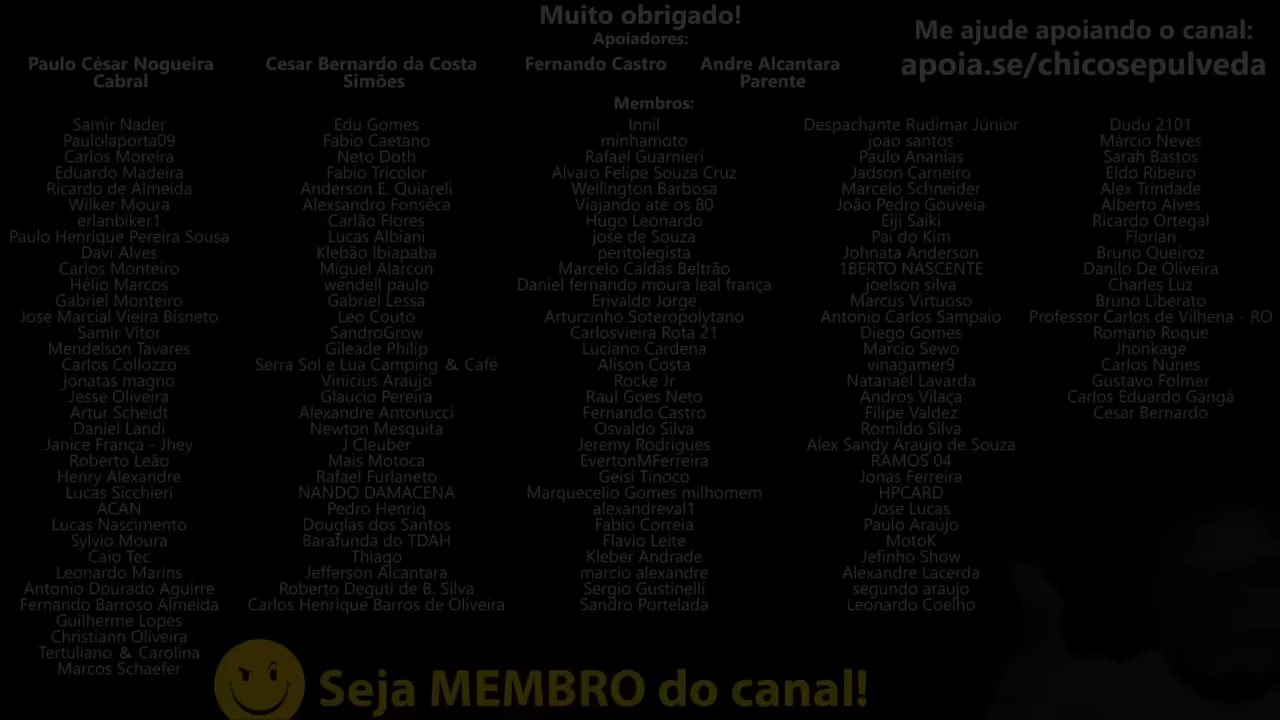 Muito obrigado!
Apoiadores:
Paulo César Nogueira
Cabral
Cesar Bernardo da Costa
Simões
Fernando Castro
Andre Alcantara
Parente
Me ajude apoiando o canal:
apoia.se/chicosepulveda
Membros:
Samir Nader
Paulolaporta09
Carlos Moreira
Eduardo Madeira
Ricardo de Almeida
Wilker Moura
erlanbiker1
Paulo Henrique Pereira Sousa
Davi Alves
Carlos Monteiro
Hélio Marcos
Gabriel Monteiro
Jose Marcial Vieira Bisneto
Samir Vitor
Mendelson Tavares
Carlos Collozzo
jonatas magno
Jesse Oliveira
Artur Scheidt
Daniel Landi
Janice França - Jhey
Roberto Leão
Henry Alexandre
Lucas Sicchieri
ACAN
Lucas Nascimento
Sylvio Moura
Caio Tec
Leonardo Marins
Antonio Dourado Aguirre
Fernando Barroso Almeida
Guilherme Lopes
Christiann Oliveira
Tertuliano & Carolina
Marcos Schaefer
Edu Gomes
Fabio Caetano
Neto Doth
Fabio Tricolor
Anderson E. Quiareli
Alexsandro Fonséca
Carlão Flores
Lucas Albiani
Klebão Ibiapaba
Miguel Alarcon
wendell paulo
Gabriel Lessa
Leo Couto
SandroGrow
Gileade Philip
Serra Sol e Lua Camping & Café
Vinicius Araujo
Glaucio Pereira
Alexandre Antonucci
Newton Mesquita
J Cleuber
Mais Motoca
Rafael Furlaneto
NANDO DAMACENA
Pedro Henriq
Douglas dos Santos
Barafunda do TDAH
Thiago
Jefferson Alcantara
Roberto Deguti de B. Silva
Carlos Henrique Barros de Oliveira
Innil
minhamoto
Rafael Guarnieri
Alvaro Felipe Souza Cruz
Wellington Barbosa
Viajando até os 80
Hugo Leonardo
jose de Souza
peritolegista
Marcelo Caldas Beltrão
Daniel fernando moura leal frança
Erivaldo Jorge
Arturzinho Soteropolytano
Carlosvieira Rota 21
Luciano Cardena
Alison Costa
Rocke Jr
Raul Goes Neto
Fernando Castro
Osvaldo Silva
Jeremy Rodrigues
EvertonMFerreira
Geisi Tinoco
Marquecelio Gomes milhomem
alexandreval1
Fabio Correia
Flavio Leite
Kleber Andrade
marcio alexandre
Sergio Gustinelli
Sandro Portelada
Despachante Rudimar Júnior
joao santos
Paulo Ananias
Jadson Carneiro
Marcelo Schneider
João Pedro Gouveia
Eiji Saiki
Pai do Kim
Johnata Anderson
1BERTO NASCENTE
joelson silva
Marcus Virtuoso
Antonio Carlos Sampaio
Diego Gomes
Marcio Sewo
vinagamer9
Natanael Lavarda
Andros Vilaça
Filipe Valdez
Romildo Silva
Alex Sandy Araujo de Souza
RAMOS 04
Jonas Ferreira
HPCARD
Jose Lucas
Paulo Araújo
MotoK
Jefinho Show
Alexandre Lacerda
segundo araujo
Leonardo Coelho
Dudu 2101
Márcio Neves
Sarah Bastos
Eldo Ribeiro
Alex Trindade
Alberto Alves
Ricardo Ortegal
Florian
Bruno Queiroz
Danilo De Oliveira
Charles Luz
Bruno Liberato
Professor Carlos de Vilhena - RO
Romário Roque
Jhonkage
Carlos Nunes
Gustavo Folmer
Carlos Eduardo Gangá
Cesar Bernardo
Seja MEMBRO do canal!